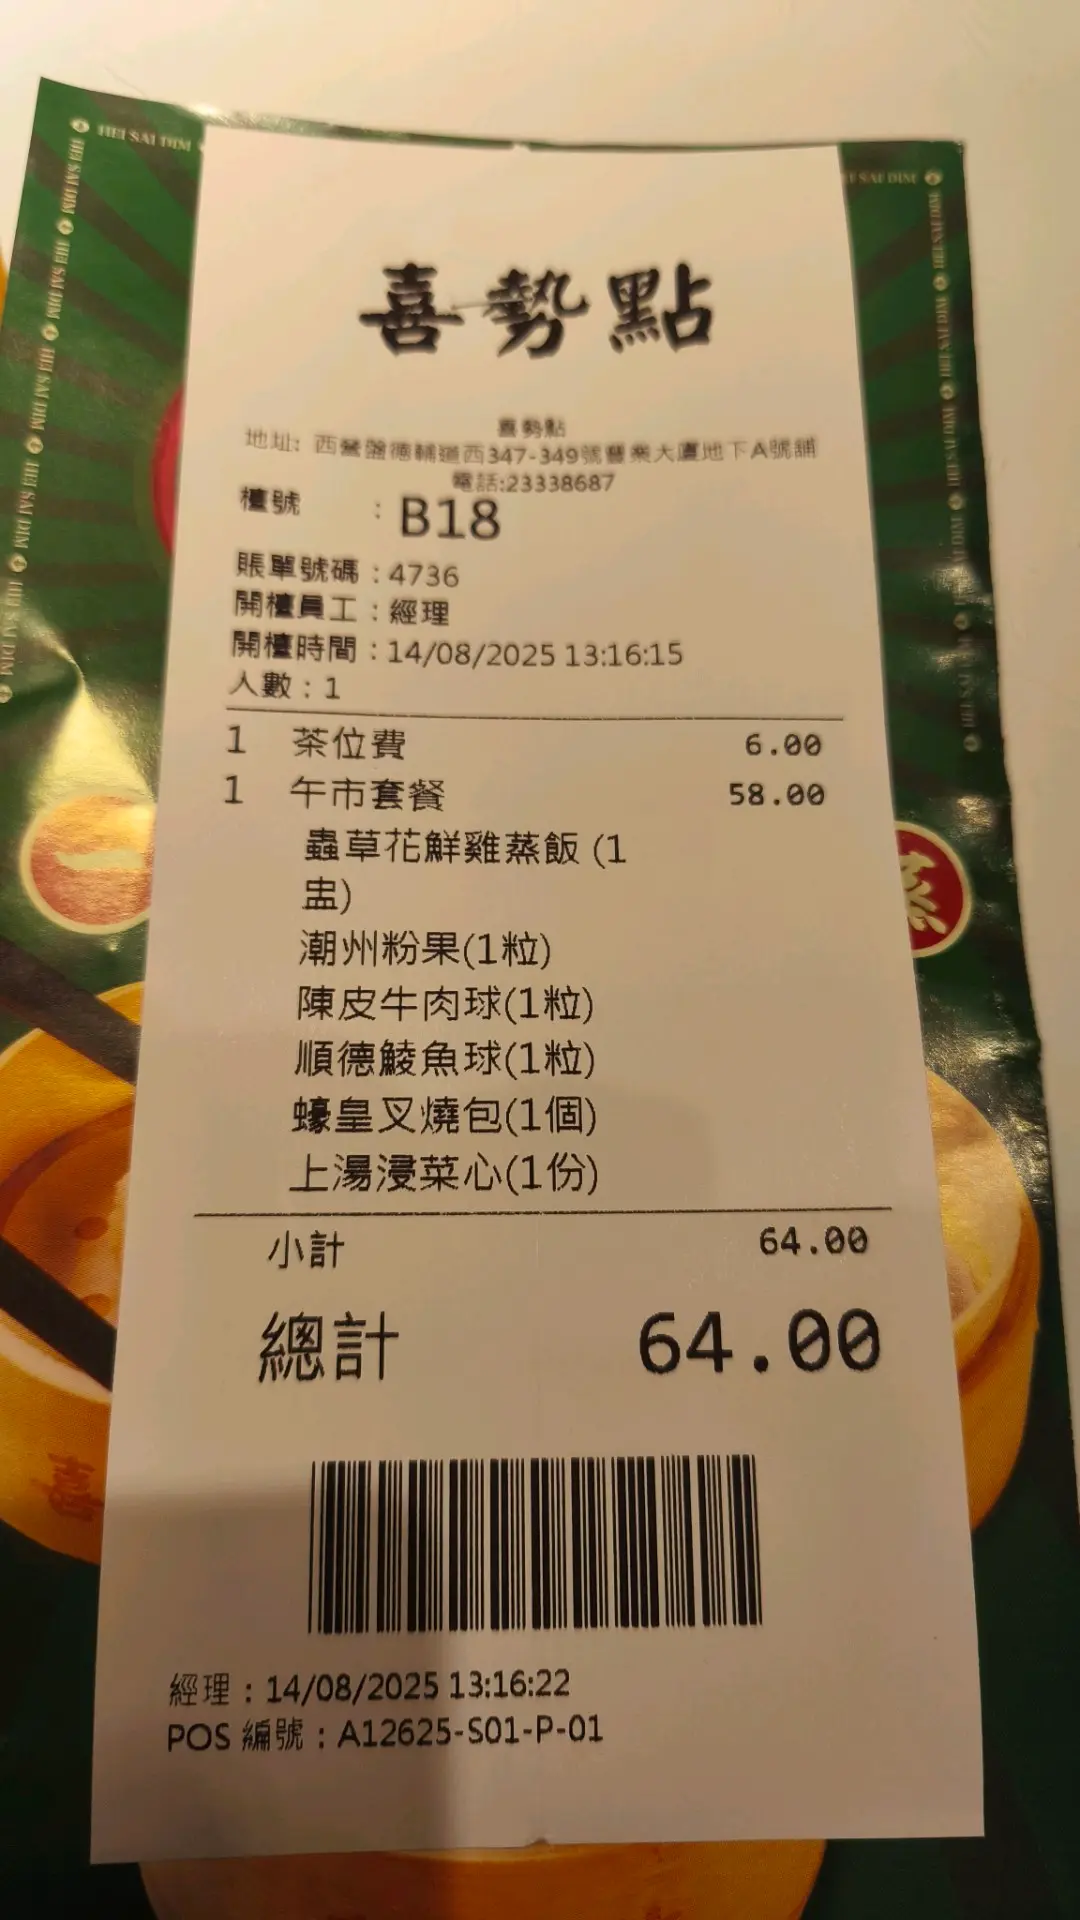 HEI SAI DIM
喜勢點
喜勢點
地址: 西營盤德輔道西347-349號豐業大廈地下A號舖
電話:23338687
檯號 : B18
賬單號碼 : 4736
開檯員工 : 經理
開檯時間 : 14/08/2025 13:16:15
人數 : 1
1 茶位費 6.00
1 午市套餐 58.00
蟲草花鮮雞蒸飯 (1
盅)
潮州粉果(1粒)
陳皮牛肉球(1粒)
順德鯪魚球(1粒)
蠔皇叉燒包(1個)
上湯浸菜心(1份)
小計 64.00
總計 64.00
經理 : 14/08/2025 13:16:22
POS 編號 : A12625-S01-P-01
一
蒸
喜